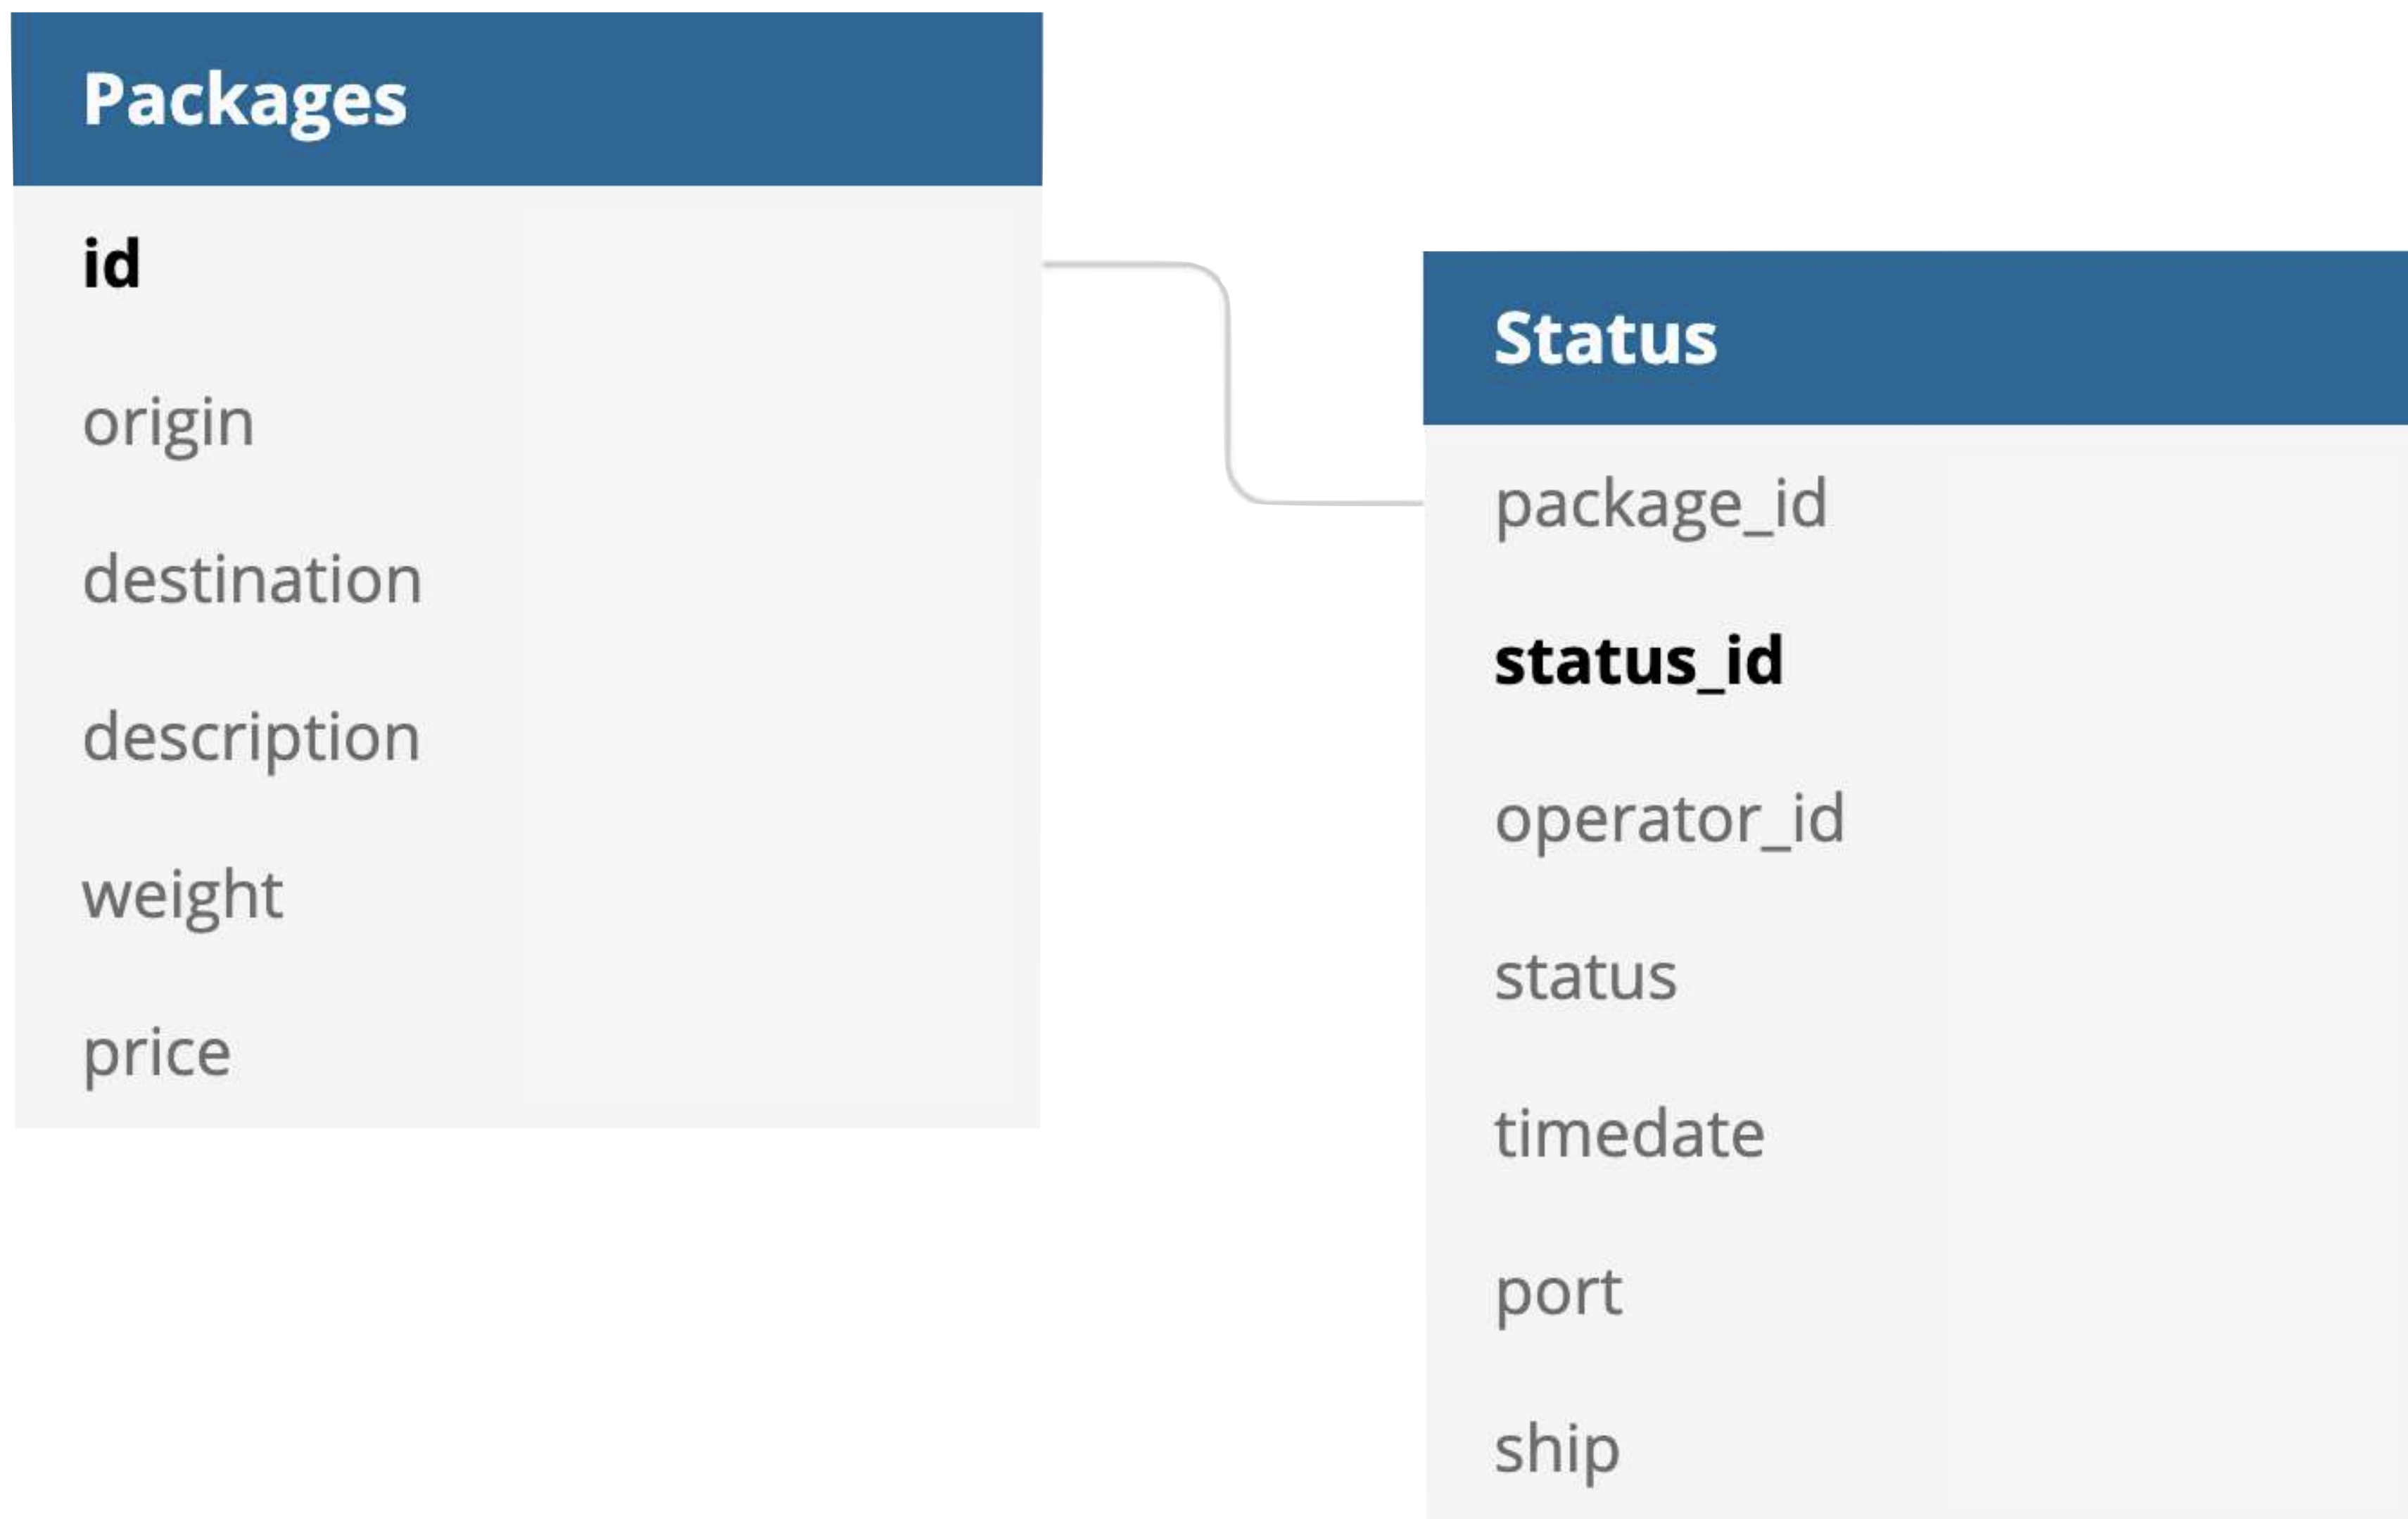 Packages
id
origin
destination
description
weight
price
Status
package_id
status_id
operator_id
status
timedate
port
ship